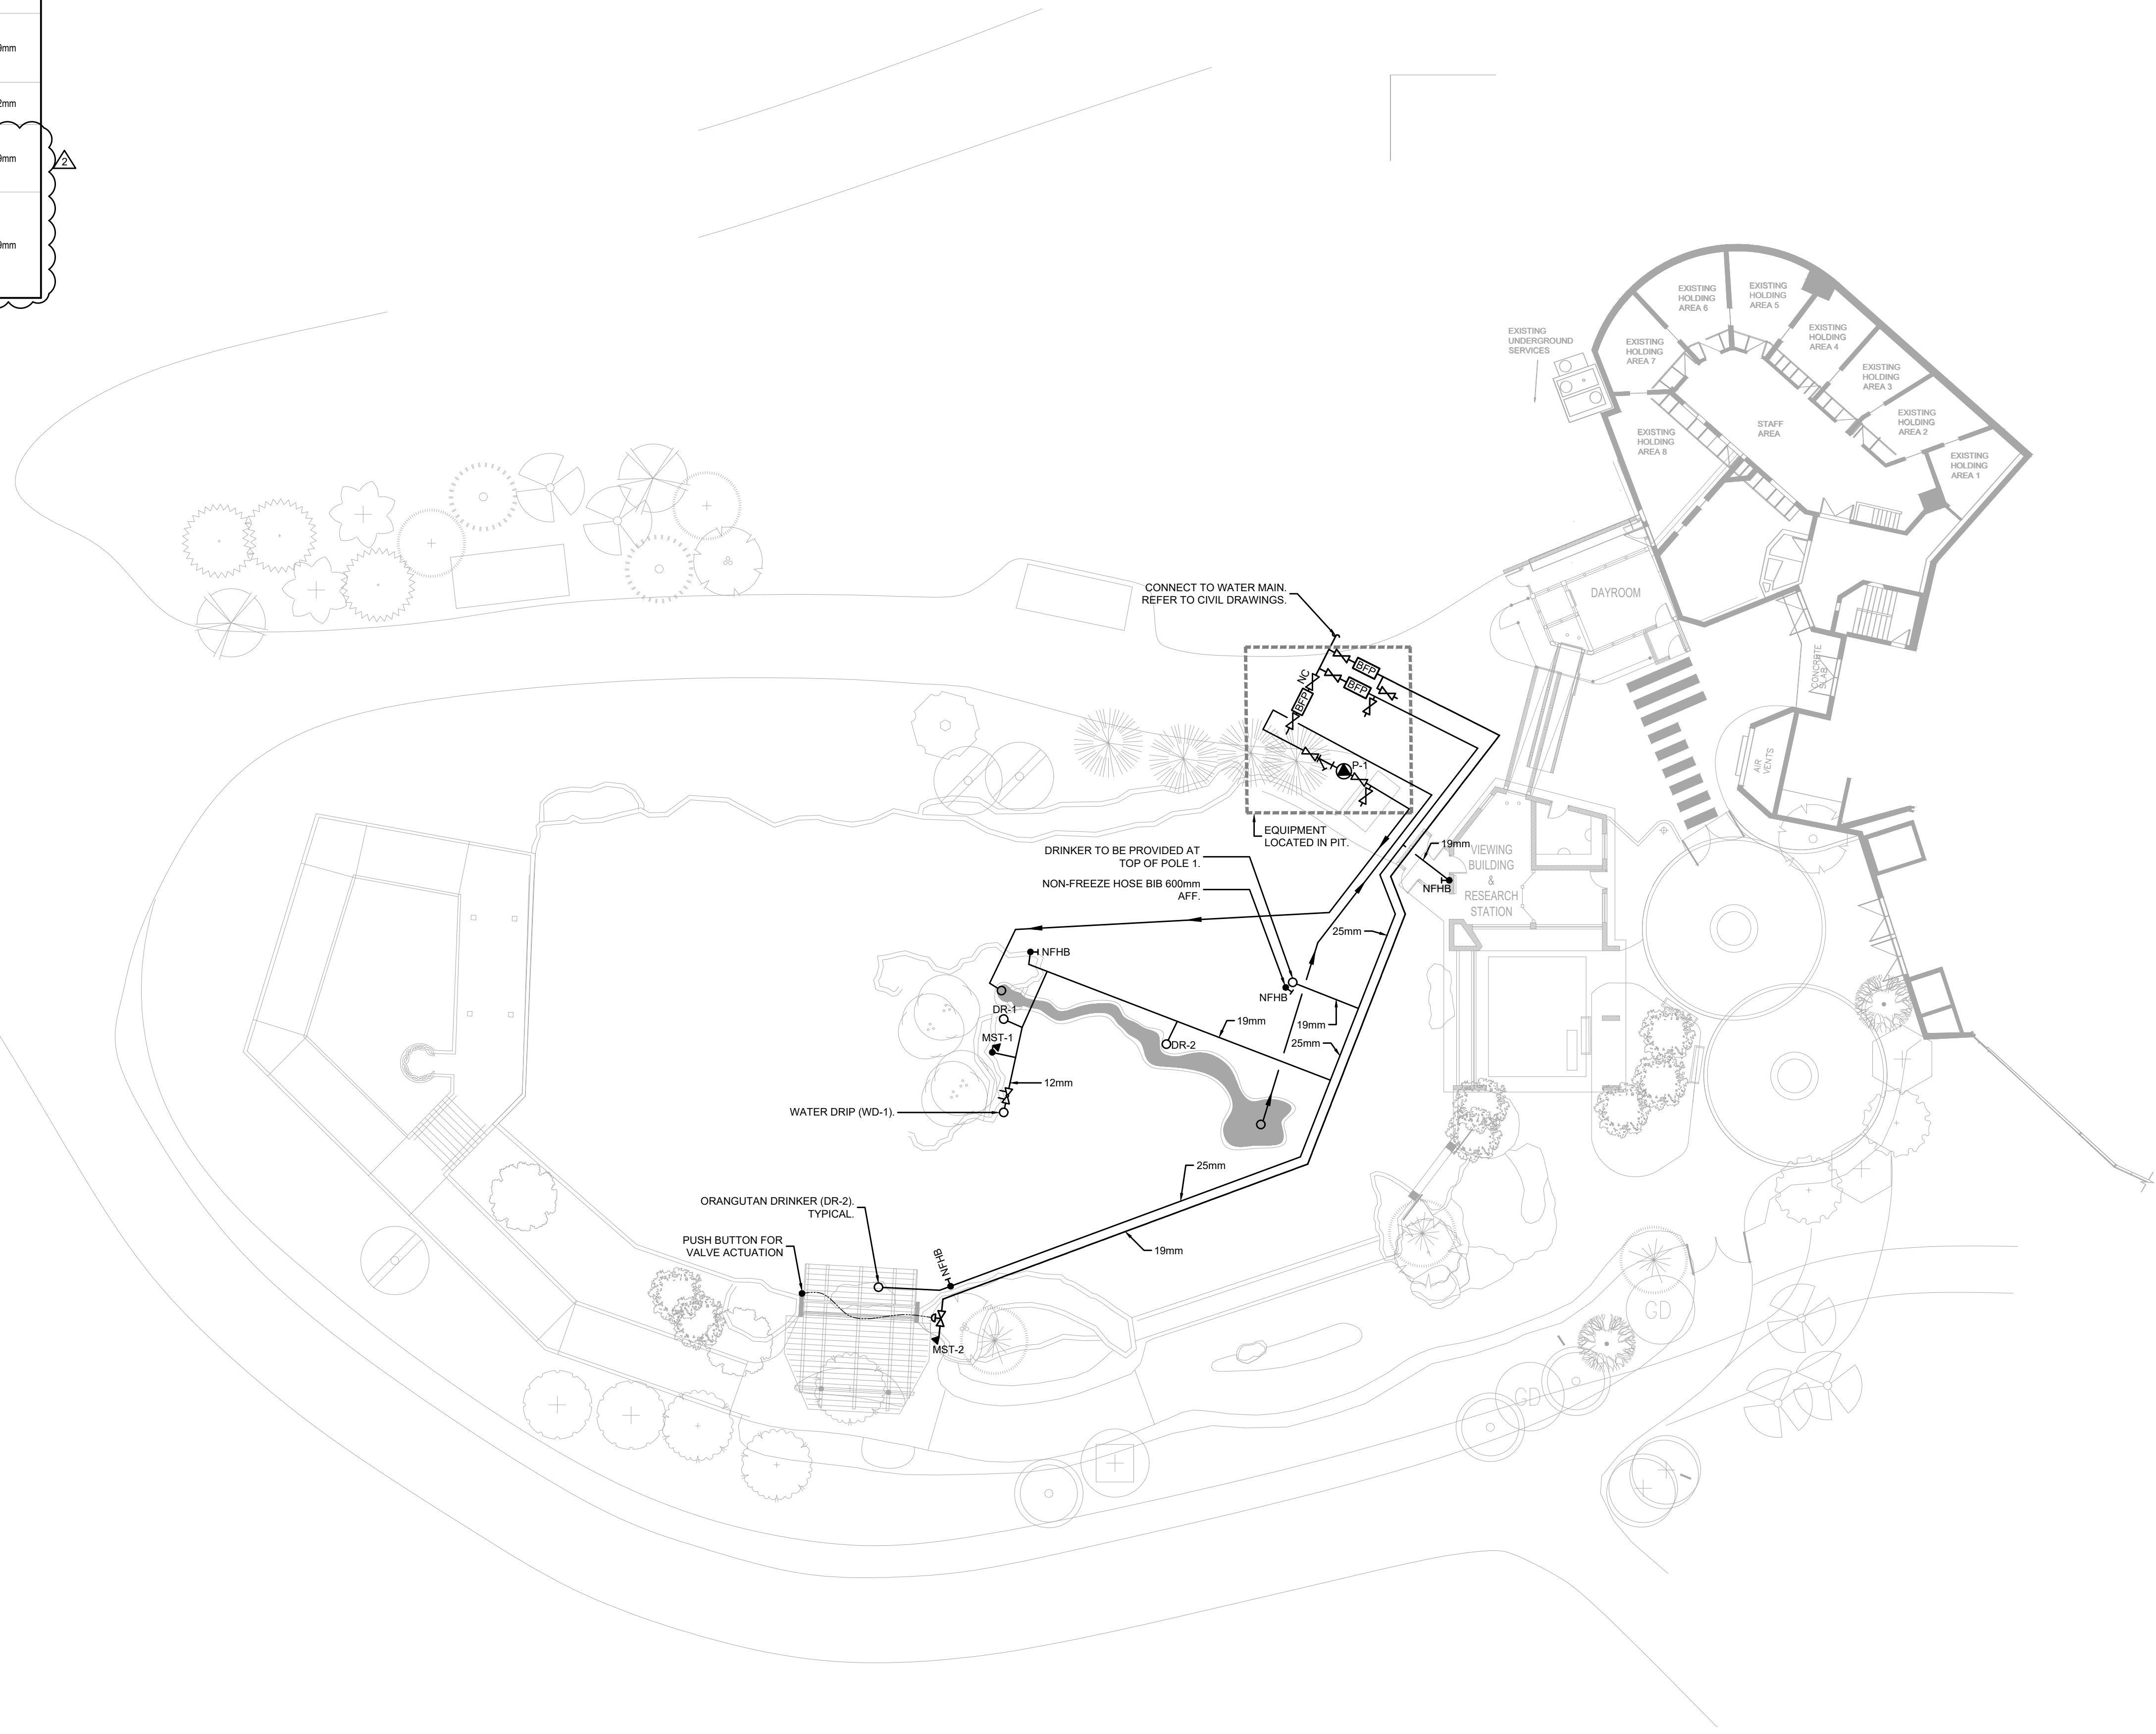 9mm
2mm
9mm
2
9mm
EXISTING
HOLDING
AREA 6
EXISTING
HOLDING
AREA 5
EXISTING
HOLDING
AREA 4
EXISTING
HOLDING
AREA 7
EXISTING
HOLDING
AREA 3
EXISTING
HOLDING
AREA 2
EXISTING
HOLDING
AREA 8
EXISTING
HOLDING
AREA 1
STAFF
AREA
EXISTING
UNDERGROUND
SERVICES
DAYROOM
CONCRETE
SLAB
AIR
VENTS
CONNECT TO WATER MAIN.
REFER TO CIVIL DRAWINGS.
BFP
BFP
NC
BFP
P-1
EQUIPMENT
LOCATED IN PIT.
DRINKER TO BE PROVIDED AT
TOP OF POLE 1.
NON-FREEZE HOSE BIB 600mm
AFF.
19mm
NFHB
VIEWING
BUILDING
&
RESEARCH
STATION
25mm
NFHB
NFHB
DR-1
MST-1
19mm
19mm
25mm
DR-2
12mm
WATER DRIP (WD-1).
25mm
ORANGUTAN DRINKER (DR-2).
TYPICAL.
PUSH BUTTON FOR
VALVE ACTUATION
NFHB
19mm
MST-2
GD
GD